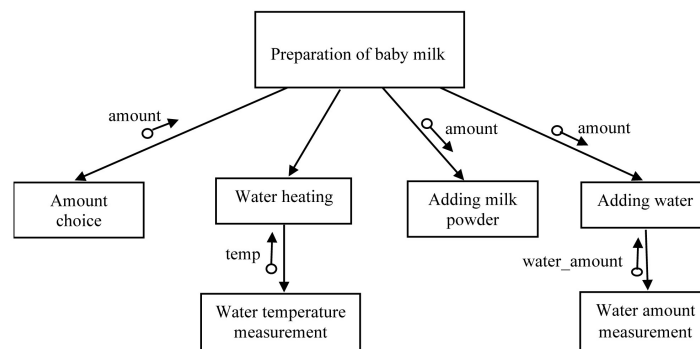 Preparation of baby milk
amount
amount
amount
Amount
choice
Water heating
Adding milk
powder
Adding water
temp
water_amount
Water temperature
measurement
Water amount
measurement